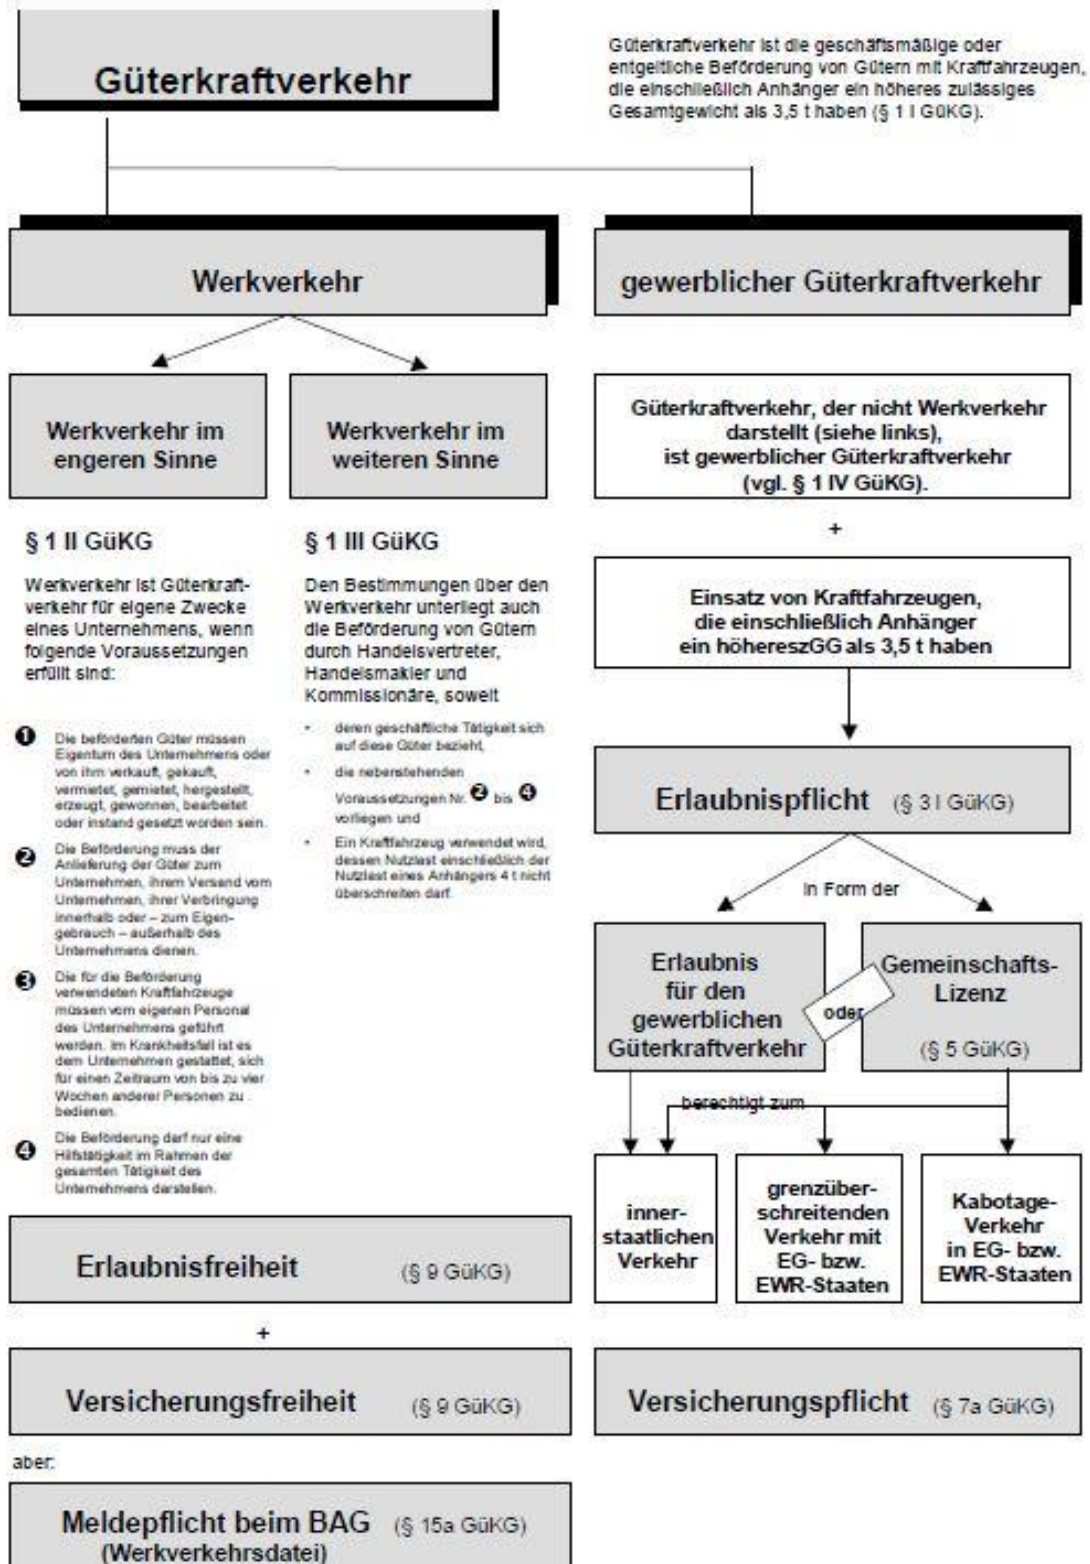 Güterkraftverkehr
Güterkraftverkehr ist die geschäftsmäßige oder
entgeltliche Beförderung von Gütern mit Kraftfahrzeugen,
die einschließlich Anhänger ein höheres zulässiges
Gesamtgewicht als 3,5 t haben (§ 1 I GüKG).
Werkverkehr
Werkverkehr im
engeren Sinne
Werkverkehr im
weiteren Sinne
§ 1 II GüKG
Werkverkehr ist Güterkraft-
verkehr für eigene Zwecke
eines Unternehmens, wenn
folgende Voraussetzungen
erfüllt sind:
❶ Die beförderten Güter müssen
Eigentum des Unternehmens oder
von ihm verkauft, gekauft,
vermietet, gemietet, hergestellt,
erzeugt, gewonnen, bearbeitet
oder instand gesetzt worden sein.
❷ Die Beförderung muss der
Anlieferung der Güter zum
Unternehmen, ihrem Versand vom
Unternehmen, ihrer Verbringung
innerhalb oder – zum Eigen-
gebrauch – außerhalb des
Unternehmens dienen.
❸ Die für die Beförderung
verwendeten Kraftfahrzeuge
müssen vom eigenen Personal
des Unternehmens geführt
werden. Im Krankheitsfall ist es
dem Unternehmen gestattet, sich
für einen Zeitraum von bis zu vier
Wochen anderer Personen zu
bedienen.
❹ Die Beförderung darf nur eine
Hilfstätigkeit im Rahmen der
gesamten Tätigkeit des
Unternehmens darstellen.
§ 1 III GüKG
Den Bestimmungen über den
Werkverkehr unterliegt auch
die Beförderung von Gütern
durch Handelsvertreter,
Handelsmakler und
Kommissionäre, soweit
• deren geschäftliche Tätigkeit sich
auf diese Güter bezieht,
• die nebenstehenden
Voraussetzungen Nr. ❷ bis ❹
vorliegen und
• Ein Kraftfahrzeug verwendet wird,
dessen Nutzlast einschließlich der
Nutzlast eines Anhängers 4 t nicht
überschreiten darf.
Erlaubnisfreiheit (§ 9 GüKG)
+
Versicherungsfreiheit (§ 9 GüKG)
aber:
Meldepflicht beim BAG (§ 15a GüKG)
(Werkverkehrsdatei)
gewerblicher Güterkraftverkehr
Güterkraftverkehr, der nicht Werkverkehr
darstellt (siehe links),
ist gewerblicher Güterkraftverkehr
(vgl. § 1 IV GüKG).
+
Einsatz von Kraftfahrzeugen,
die einschließlich Anhänger
ein höhereszGG als 3,5 t haben
Erlaubnispflicht (§ 3 I GüKG)
in Form der
Erlaubnis
für den
gewerblichen
Güterkraftverkehr
oder
Gemeinschafts-
Lizenz
(§ 5 GüKG)
berechtigt zum
inner-
staatlichen
Verkehr
grenzüber-
schreitenden
Verkehr mit
EG- bzw.
EWR-Staaten
Kabotage-
Verkehr
in EG- bzw.
EWR-Staaten
Versicherungspflicht (§ 7a GüKG)